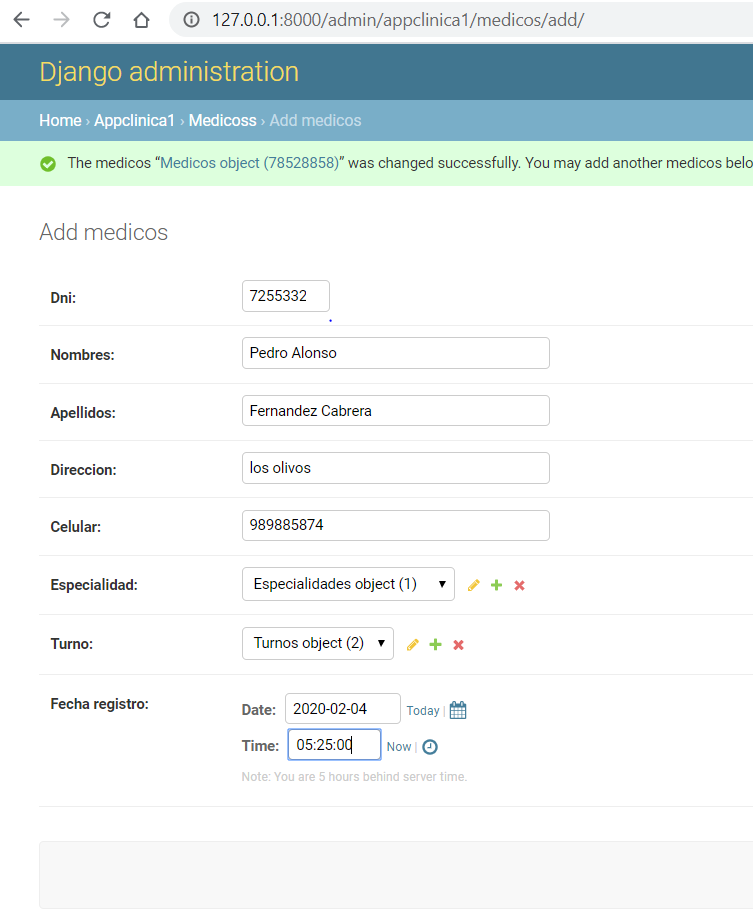 127.0.0.1:8000/admin/appclinica1/medicos/add/
Django administration
Home › Appclinica1 › Medicoss › Add medicos
The medicos “Medicos object (78528858)” was changed successfully. You may add another medicos belo
Add medicos
Dni: 7255332
Nombres: Pedro Alonso
Apellidos: Fernandez Cabrera
Direccion: los olivos
Celular: 989885874
Especialidad: Especialidades object (1)
Turno: Turnos object (2)
Fecha registro: Date: 2020-02-04 Today |
Time: 05:25:00 Now |
Note: You are 5 hours behind server time.